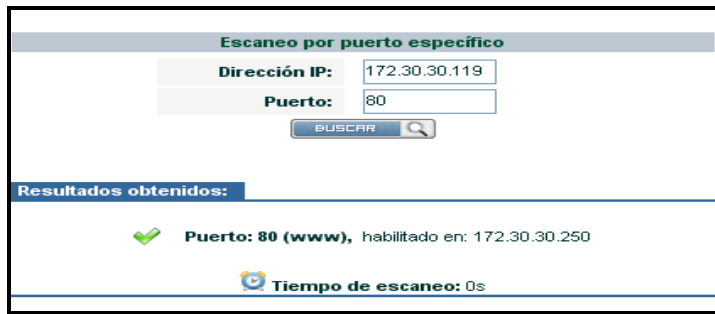 Escaneo por puerto específico
Dirección IP: 172.30.30.119
Puerto: 80
BUSCAR
Resultados obtenidos:
Puerto: 80 (www), habilitado en: 172.30.30.250
Tiempo de escaneo: 0s